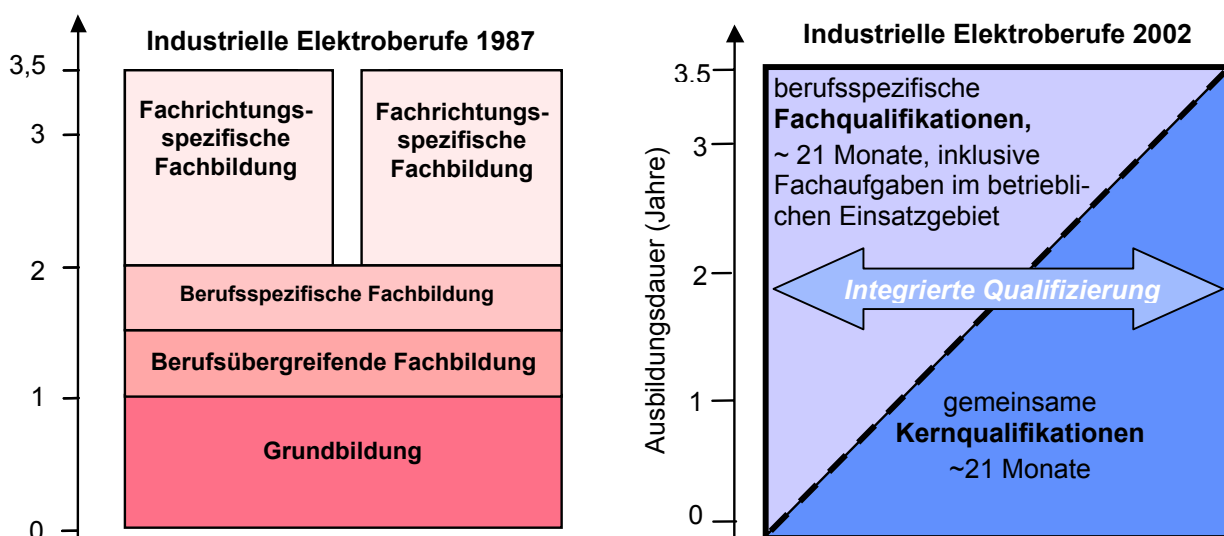 Industrielle Elektroberufe 1987
3,5
3
2
1
0
Fachrichtungs-
spezifische
Fachbildung
Fachrichtungs-
spezifische
Fachbildung
Berufsspezifische Fachbildung
Berufsübergreifende Fachbildung
Grundbildung
Industrielle Elektroberufe 2002
Ausbildungsdauer (Jahre)
3.5
3
2
1
0
berufsspezifische
Fachqualifikationen,
~ 21 Monate, inklusive
Fachaufgaben im betriebli-
chen Einsatzgebiet
Integrierte Qualifizierung
gemeinsame
Kernqualifikationen
~21 Monate